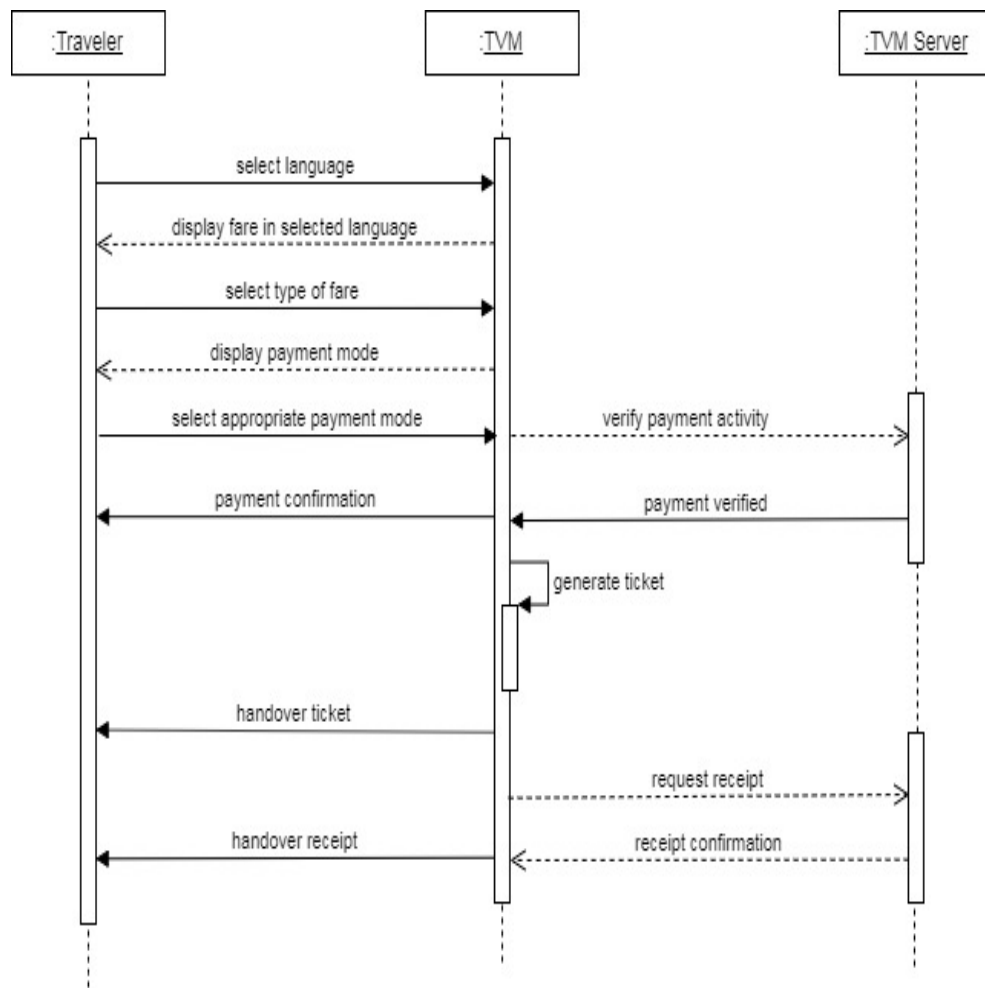 :Traveler
:TVM
:TVM Server
select language
display fare in selected language
select type of fare
display payment mode
select appropriate payment mode
verify payment activity
payment confirmation
payment verified
generate ticket
handover ticket
request receipt
handover receipt
receipt confirmation